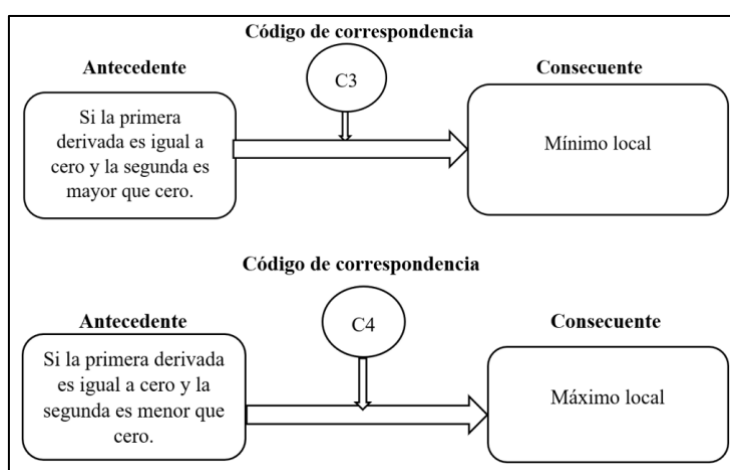 Código de correspondencia
Antecedente
C3
Consecuente
Si la primera
derivada es igual a
cero y la segunda es
mayor que cero.
Mínimo local
Código de correspondencia
Antecedente
C4
Consecuente
Si la primera derivada
es igual a cero y la
segunda es menor que
cero.
Máximo local